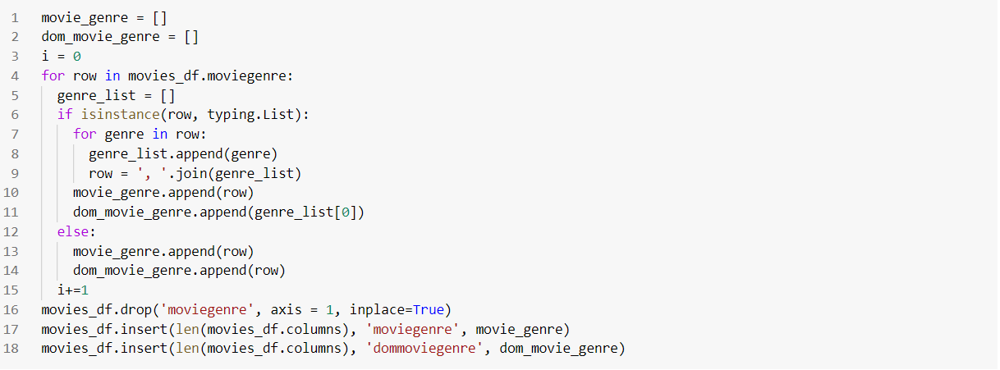 1 movie_genre = []
2 dom_movie_genre = []
3 i = 0
4 for row in movies_df.moviegenre:
5   genre_list = []
6   if isinstance(row, typing.List):
7     for genre in row:
8       genre_list.append(genre)
9       row = ', '.join(genre_list)
10     movie_genre.append(row)
11     dom_movie_genre.append(genre_list[0])
12   else:
13     movie_genre.append(row)
14     dom_movie_genre.append(row)
15   i+=1
16 movies_df.drop('moviegenre', axis = 1, inplace=True)
17 movies_df.insert(len(movies_df.columns), 'moviegenre', movie_genre)
18 movies_df.insert(len(movies_df.columns), 'dommoviegenre', dom_movie_genre)